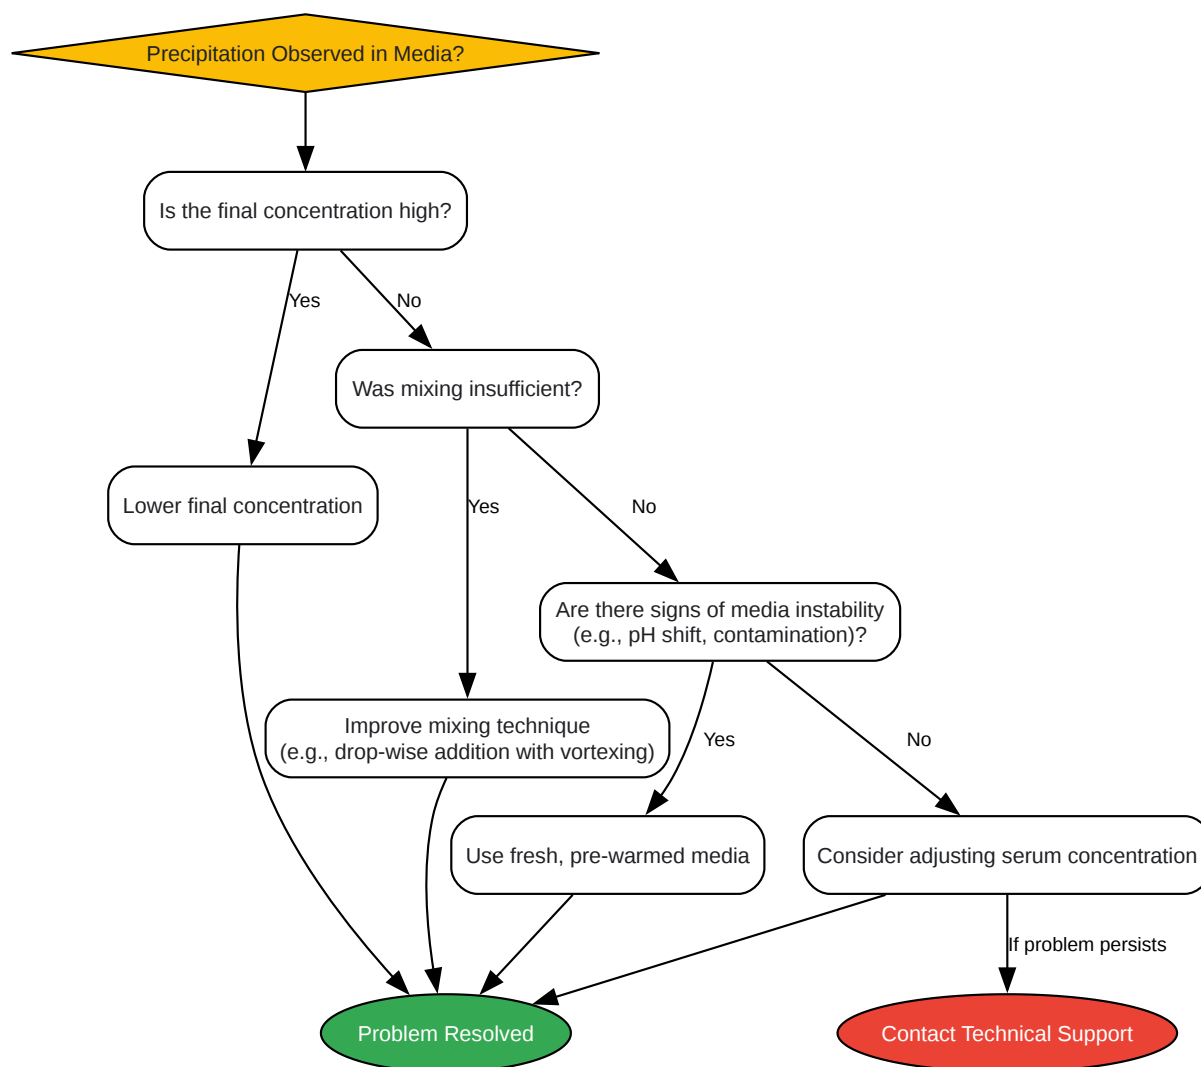 Precipitation Observed in Media?
Is the final concentration high?
Yes
No
Was mixing insufficient?
Lower final concentration
Yes
No
Are there signs of media instability
(e.g., pH shift, contamination)?
Improve mixing technique
(e.g., drop-wise addition with vortexing)
Yes
No
Use fresh, pre-warmed media
Consider adjusting serum concentration
If problem persists
Problem Resolved
Contact Technical Support